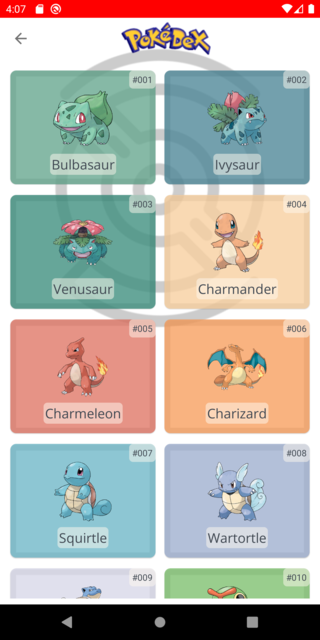 4:07
POKéDEX
#001
Bulbasaur
#002
Ivysaur
#003
Venusaur
#004
Charmander
#005
Charmeleon
#006
Charizard
#007
Squirtle
#008
Wartortle
#009
#010